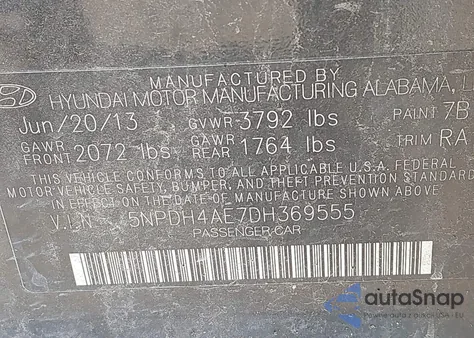 MANUFACTURED BY
HYUNDAI MOTOR MANUFACTURING ALABAMA, L
Jun/20/13 GVWR 3792 lbs PAINT 7B
GAWR FRONT 2072 lbs GAWR REAR 1764 lbs TRIM RA
THIS VEHICLE CONFORMS TO ALL APPLICABLE U.S.A. FEDERAL
MOTOR VEHICLE SAFETY, BUMPER, AND THEFT PREVENTION STANDARD
IN EFFECT ON THE DATE OF MANUFACTURE SHOWN ABOVE.
V.I.N : 5NPDH4AE7DH369555
PASSENGER CAR
autoSnap